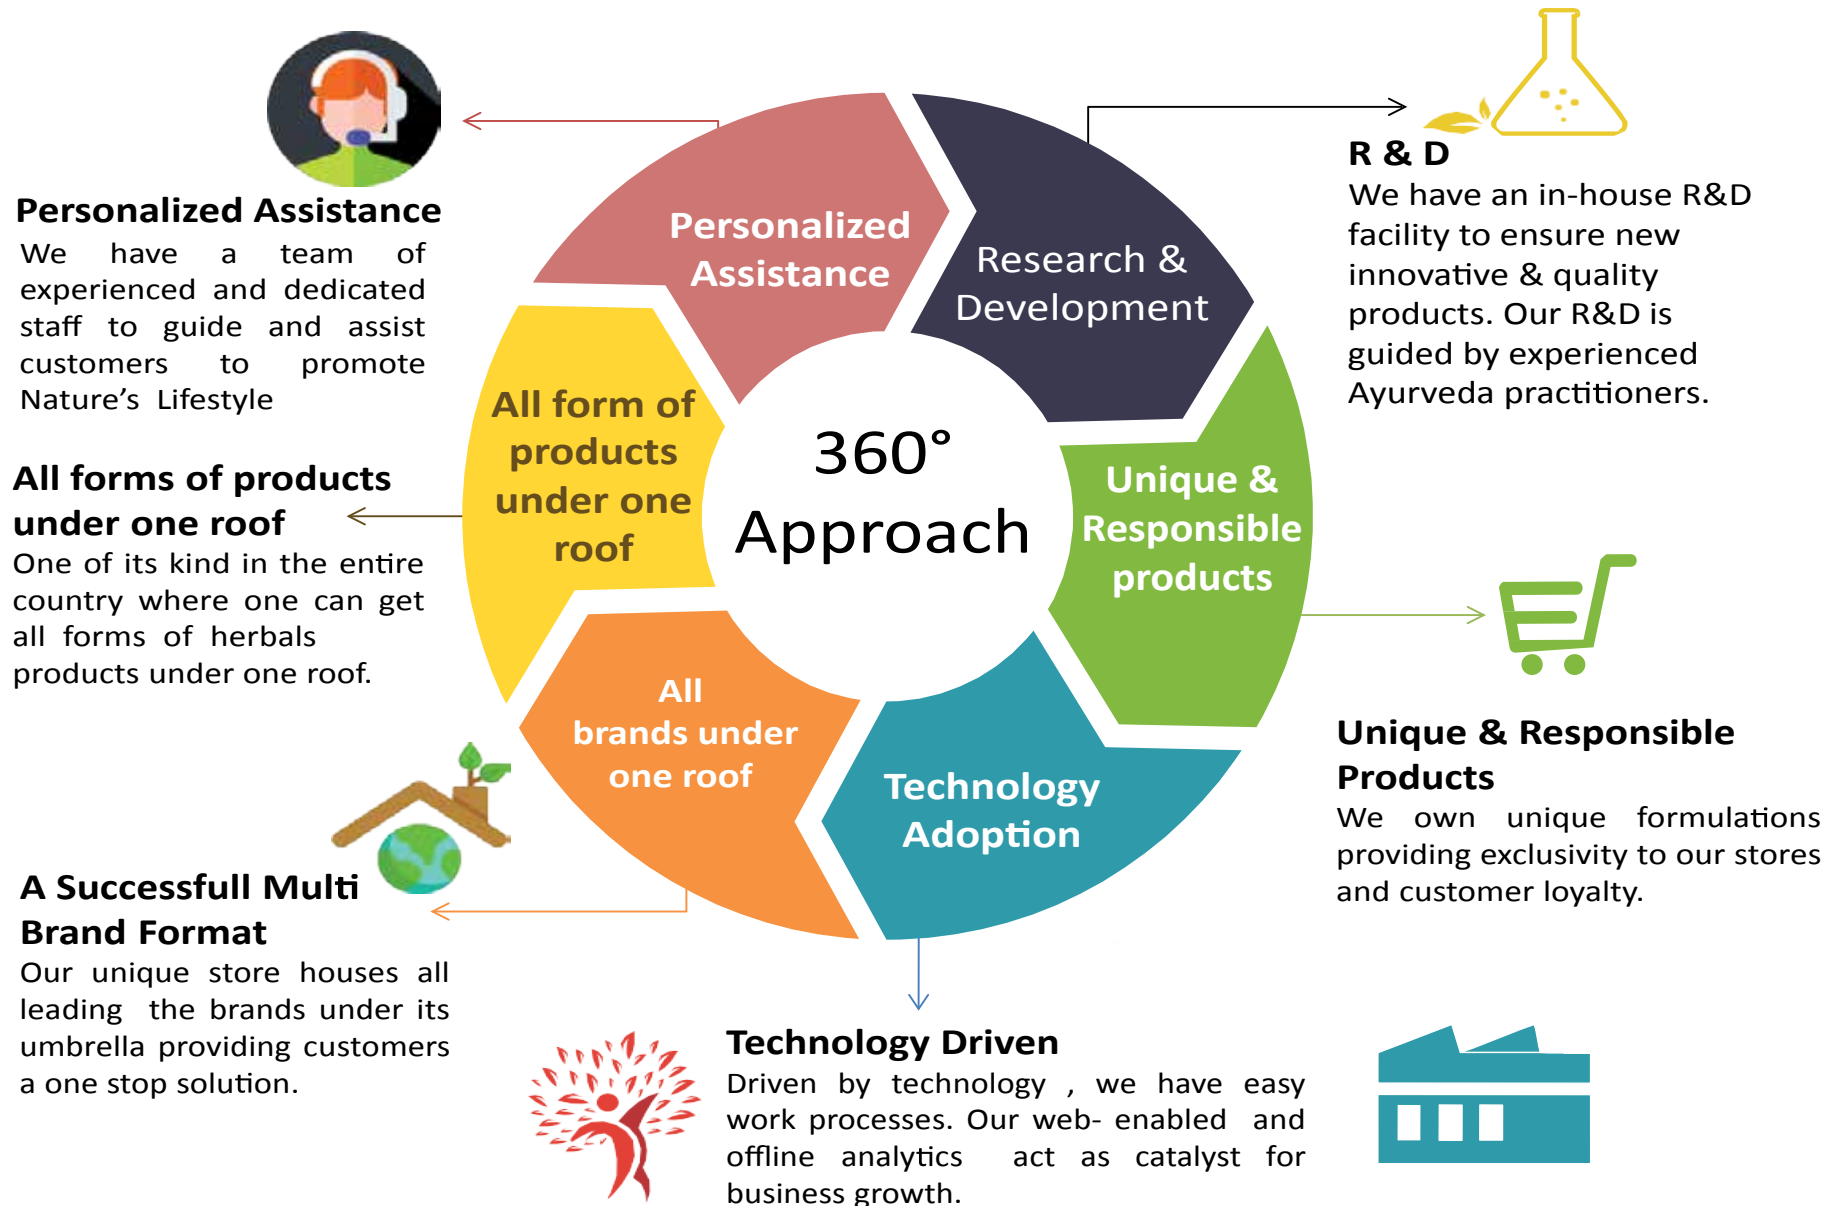 Personalized Assistance
We have a team of
experienced and dedicated
staff to guide and assist
customers to promote
Nature’s Lifestyle
All forms of products
under one roof
One of its kind in the entire
country where one can get
all forms of herbals
products under one roof.
A Successfull Multi
Brand Format
Our unique store houses all
leading the brands under its
umbrella providing customers
a one stop solution.
Personalized
Assistance
Research &
Development
All form of
products
under one
roof
360°
Approach
Unique &
Responsible
products
All
brands under
one roof
Technology
Adoption
Technology Driven
Driven by technology , we have easy
work processes. Our web- enabled and
offline analytics act as catalyst for
business growth.
R & D
We have an in-house R&D
facility to ensure new
innovative & quality
products. Our R&D is
guided by experienced
Ayurveda practitioners.
Unique & Responsible
Products
We own unique formulations
providing exclusivity to our stores
and customer loyalty.